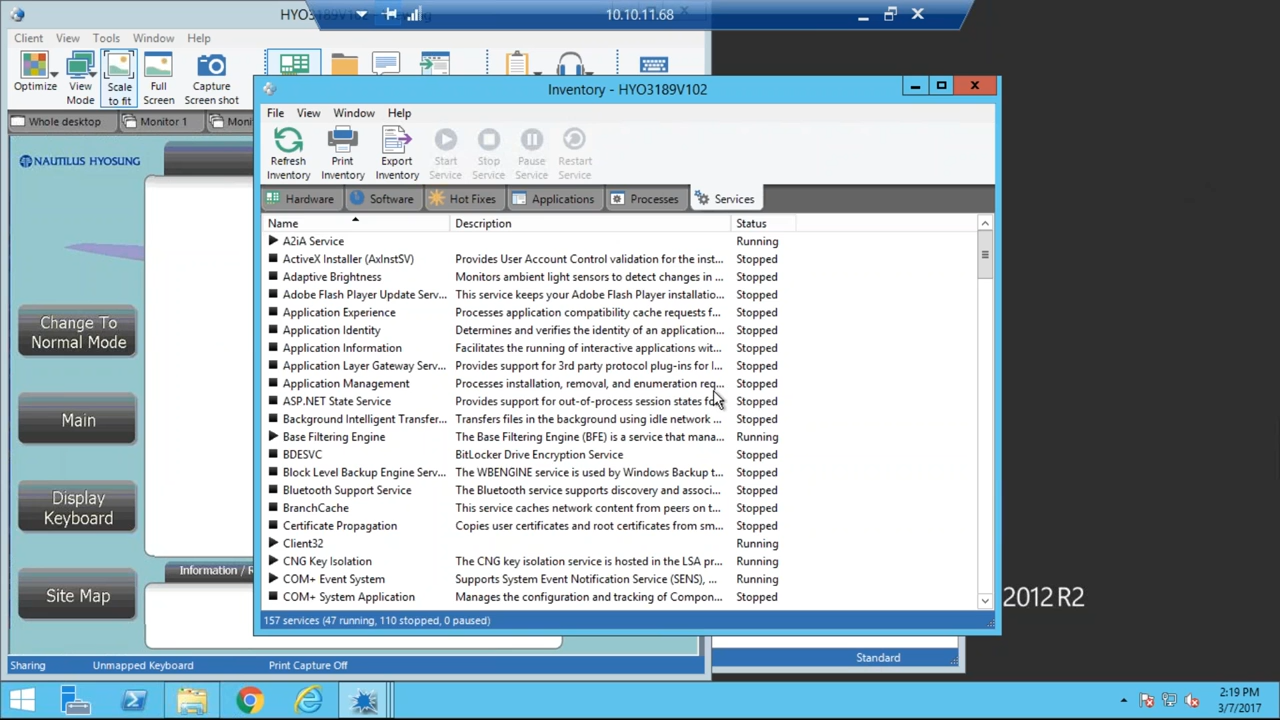 HYO3189V102
10.10.11.68
Client View Tools Window Help
Optimize
View Mode
Scale to fit
Full Screen
Capture Screen shot
Whole desktop
Monitor 1
Moni
NAUTILUS HYOSUNG
Change To
Normal Mode
Main
Display
Keyboard
Site Map
Information / R
Sharing
Unmapped Keyboard
Print Capture Off
Inventory - HYO3189V102
File View Window Help
Refresh Inventory
Print Inventory
Export Inventory
Start Service
Stop Service
Pause Service
Restart Service
Hardware Software Hot Fixes Applications Processes Services
Name Description Status
A2iA Service Running
ActiveX Installer (AxInstSV) Provides User Account Control validation for the inst... Stopped
Adaptive Brightness Monitors ambient light sensors to detect changes in ... Stopped
Adobe Flash Player Update Serv... This service keeps your Adobe Flash Player installatio... Stopped
Application Experience Processes application compatibility cache requests f... Stopped
Application Identity Determines and verifies the identity of an application... Stopped
Application Information Facilitates the running of interactive applications wit... Stopped
Application Layer Gateway Serv... Provides support for 3rd party protocol plug-ins for I... Stopped
Application Management Processes installation, removal, and enumeration req... Stopped
ASP.NET State Service Provides support for out-of-process session states fo... Stopped
Background Intelligent Transfer... Transfers files in the background using idle network ... Stopped
Base Filtering Engine The Base Filtering Engine (BFE) is a service that mana... Running
BDESVC BitLocker Drive Encryption Service Stopped
Block Level Backup Engine Serv... The WBENGINE service is used by Windows Backup t... Stopped
Bluetooth Support Service The Bluetooth service supports discovery and associ... Stopped
BranchCache This service caches network content from peers on t... Stopped
Certificate Propagation Copies user certificates and root certificates from sm... Stopped
Client32 Running
CNG Key Isolation The CNG key isolation service is hosted in the LSA pr... Running
COM+ Event System Supports System Event Notification Service (SENS), ... Running
COM+ System Application Manages the configuration and tracking of Compon... Stopped
157 services (47 running, 110 stopped, 0 paused)
2012 R2
Standard
2:19 PM
3/7/2017